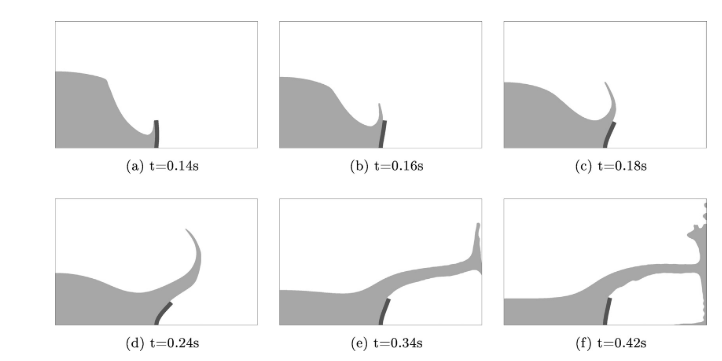 (a) t=0.14s
(b) t=0.16s
(c) t=0.18s
(d) t=0.24s
(e) t=0.34s
(f) t=0.42s